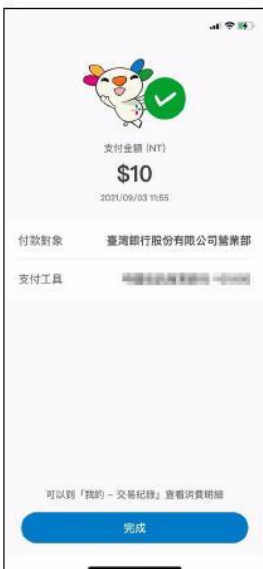 支付金額 (NT)
$10
2021/09/03 11:55
付款對象 臺灣銀行股份有限公司營業部
支付工具
可以到「我的 – 交易紀錄」查看消費明細
完成